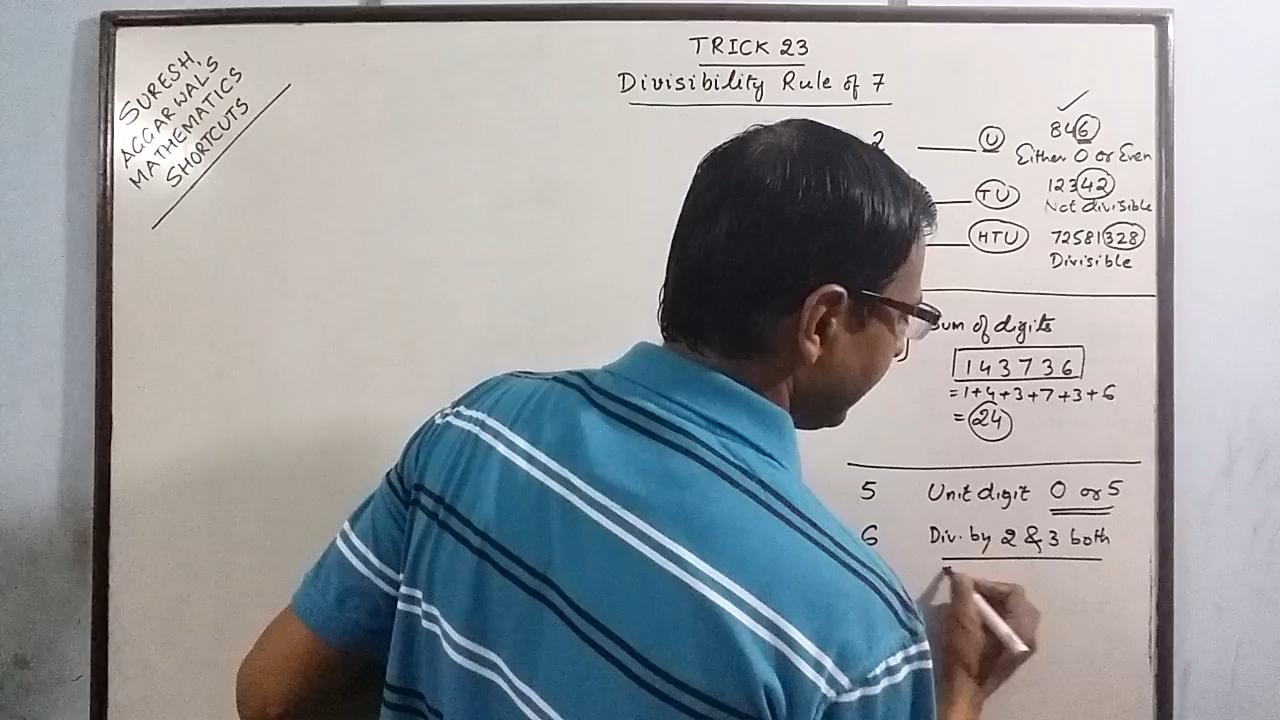 SURESH
AGGARWAL'S
MATHEMATICS
SHORTCUTS
TRICK 23
Divisibility Rule of 7
2 U 846
Either 0 or Even
TU 12342
Not divisible
HTU 72581328
Divisible
Sum of digits
143736
=1+4+3+7+3+6
=24
5 Unit digit 0 or 5
6 Div. by 2 & 3 both